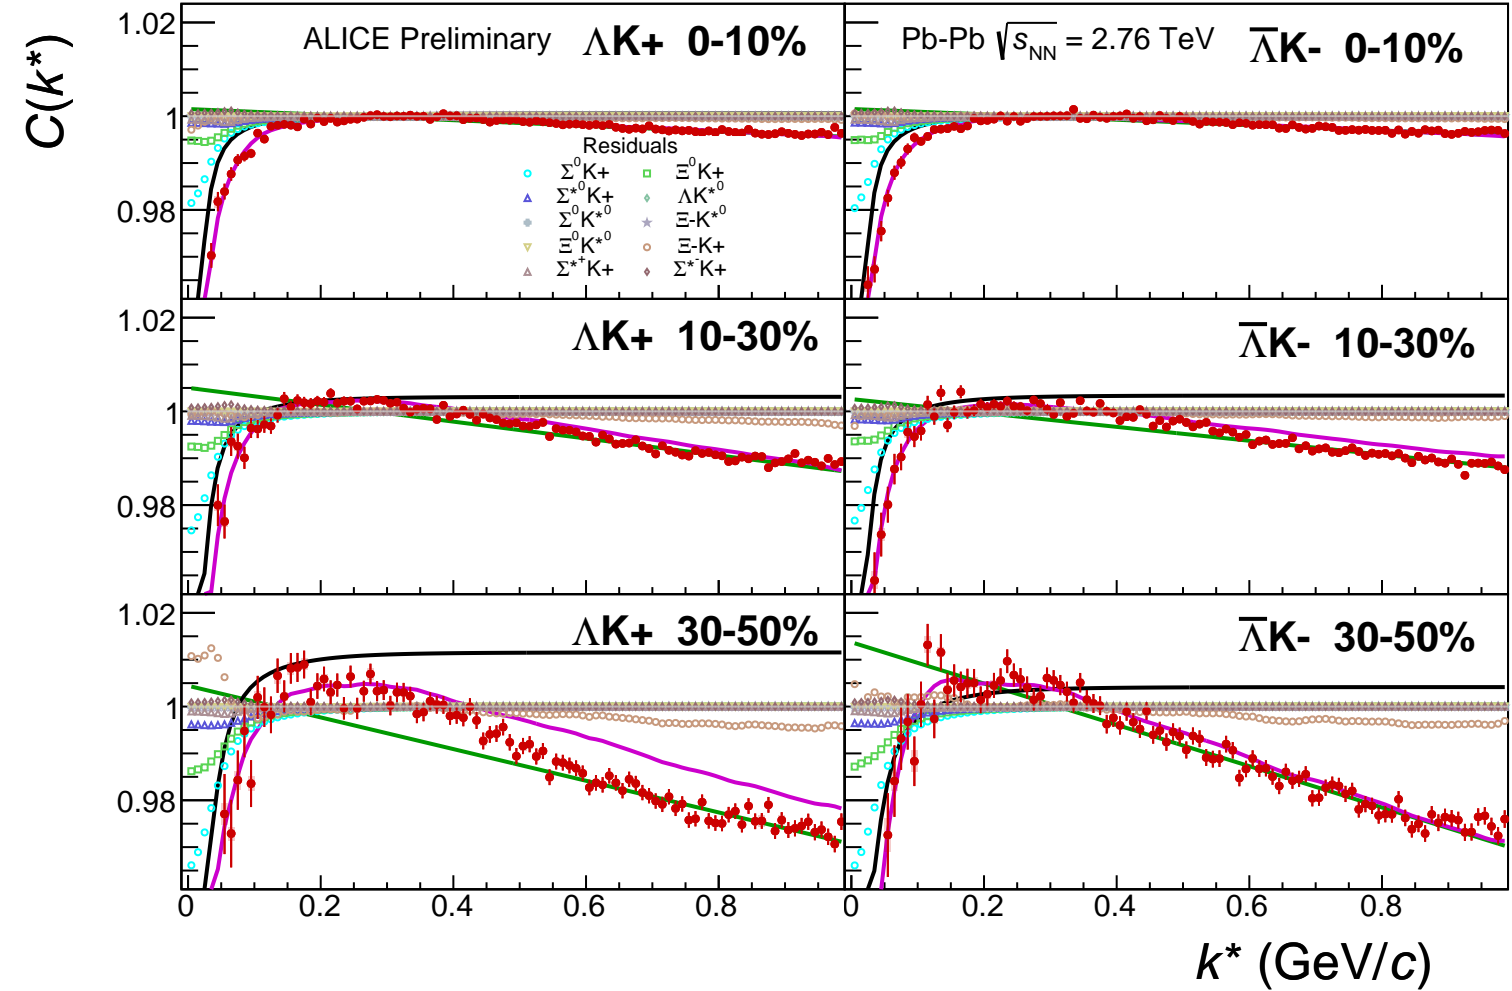 C(k*)
1.02
1
0.98
ALICE Preliminary ΛK+ 0-10%
Pb-Pb √s_NN = 2.76 TeV Λ̅K- 0-10%
Residuals
Σ⁰K+ Ξ⁰K+
Σ*⁰K+ ΛK*⁰
Σ⁰K*⁰ Ξ-K*⁰
Ξ⁰K*⁰ Ξ-K+
Σ*⁺K+ Σ*⁻K+
1.02
1
0.98
ΛK+ 10-30%
Λ̅K- 10-30%
1.02
1
0.98
ΛK+ 30-50%
Λ̅K- 30-50%
0 0.2 0.4 0.6 0.8 0 0.2 0.4 0.6 0.8
k* (GeV/c)